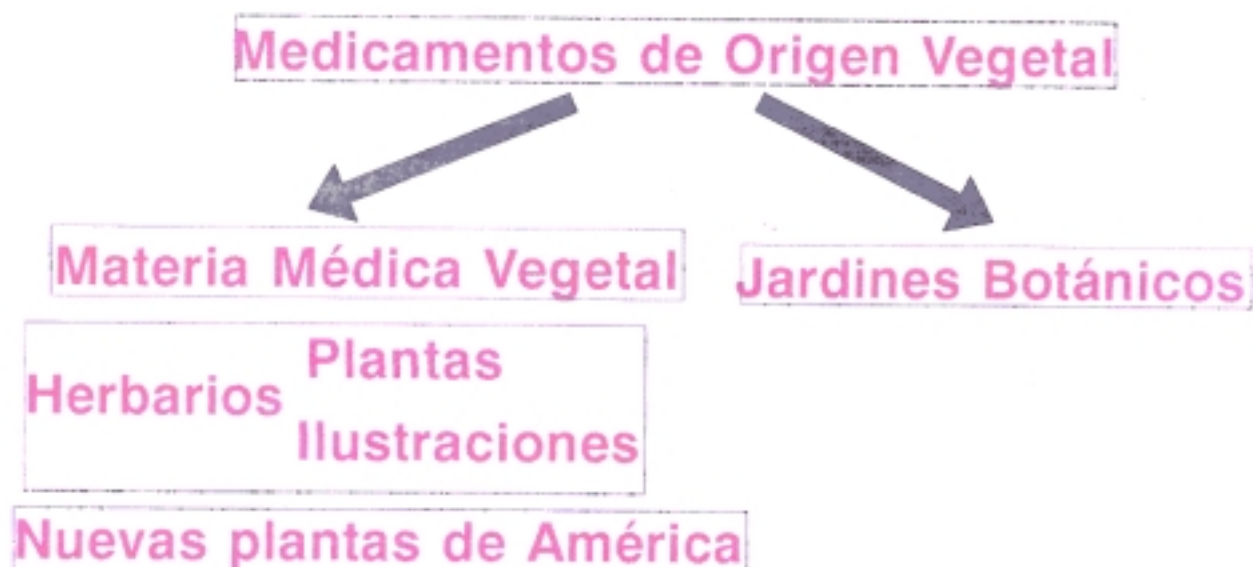 Medicamentos de Origen Vegetal
Materia Médica Vegetal
Jardines Botánicos
Herbarios
Plantas
Ilustraciones
Nuevas plantas de América